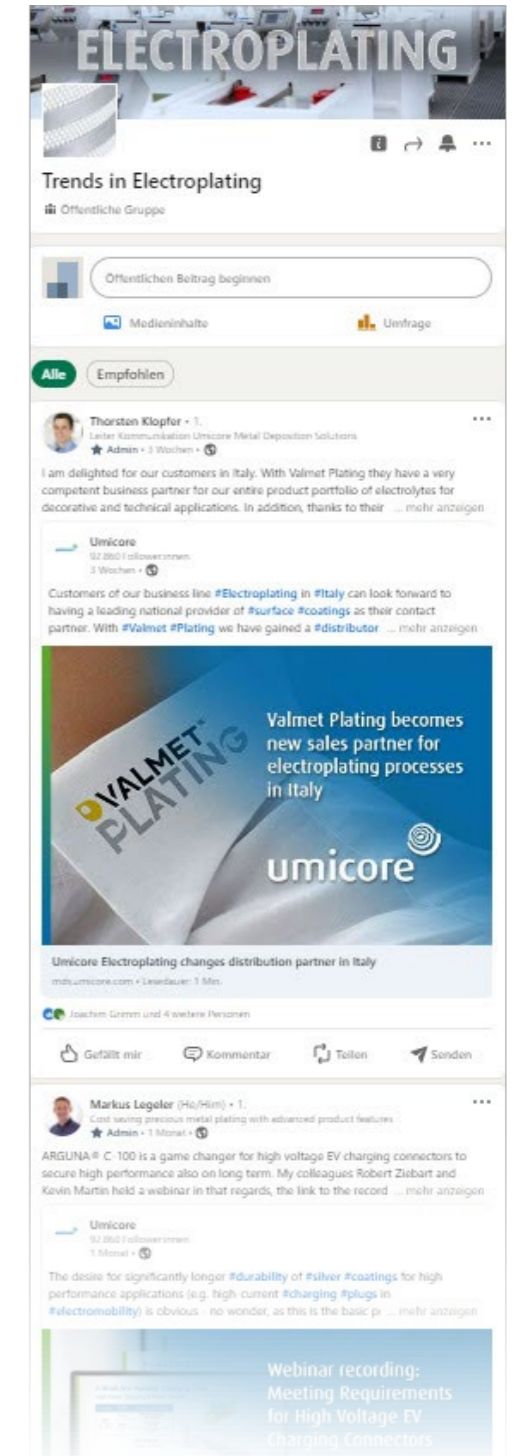 ELECTROPLATING
Trends in Electroplating
Öffentliche Gruppe
Öffentlichen Beitrag beginnen
Medieninhalte
Umfrage
Alle
Empfohlen
Thorsten Klopfer • 1.
Leiter Kommunikation Umicore Metal Deposition Solutions
Admin • 3 Wochen •
I am delighted for our customers in Italy. With Valmet Plating they have a very
competent business partner for our entire product portfolio of electrolytes for
decorative and technical applications. In addition, thanks to their ... mehr anzeigen
Umicore
92.860 Follower:innen
3 Wochen •
Customers of our business line #Electroplating in #Italy can look forward to
having a leading national provider of #surface #coatings as their contact
partner. With #Valmet #Plating we have gained a #distributor ... mehr anzeigen
VALMET
PLATING
Valmet Plating becomes
new sales partner for
electroplating processes
in Italy
umicore
Umicore Electroplating changes distribution partner in Italy
mds.umicore.com • Lesedauer: 1 Min.
Joachim Grimm und 4 weitere Personen
Gefällt mir
Kommentar
Teilen
Senden
Markus Legeler (He/Him) • 1.
Cost saving precious metal plating with advanced product features
Admin • 1 Monat •
ARGUNA® C-100 is a game changer for high voltage EV charging connectors to
secure high performance also on long term. My colleagues Robert Ziebart and
Kevin Martin held a webinar in that regards, the link to the record ... mehr anzeigen
Umicore
92.860 Follower:innen
1 Monat •
The desire for significantly longer #durability of #silver #coatings for high
performance applications (e.g. high-current #charging #plugs in
#electromobility) is obvious - no wonder, as this is the basic p ... mehr anzeigen
Webinar recording:
Meeting Requirements
for High Voltage EV
Charging Connectors